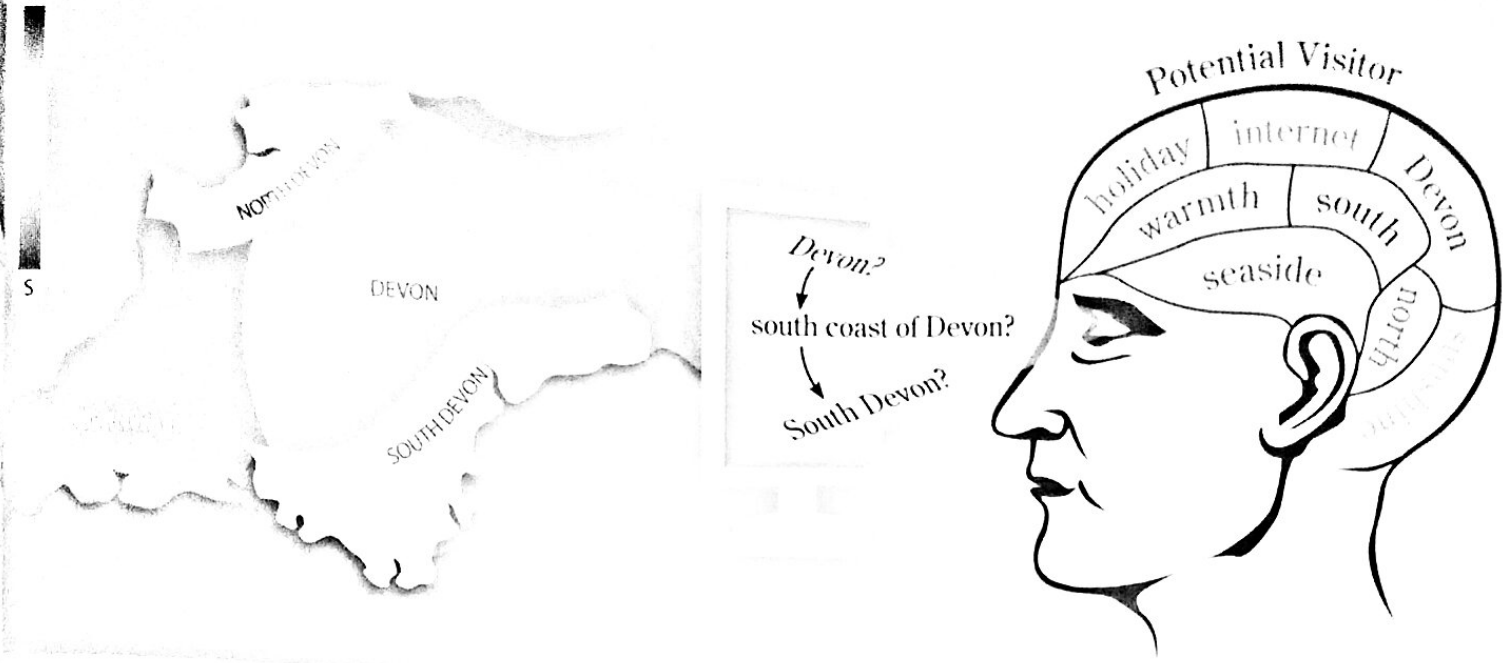 S
NORTH DEVON
DEVON
SOUTH DEVON
Devon?
south coast of Devon?
South Devon?
Potential Visitor
holiday
internet
Devon
warmth
south
seaside
north
sunshine